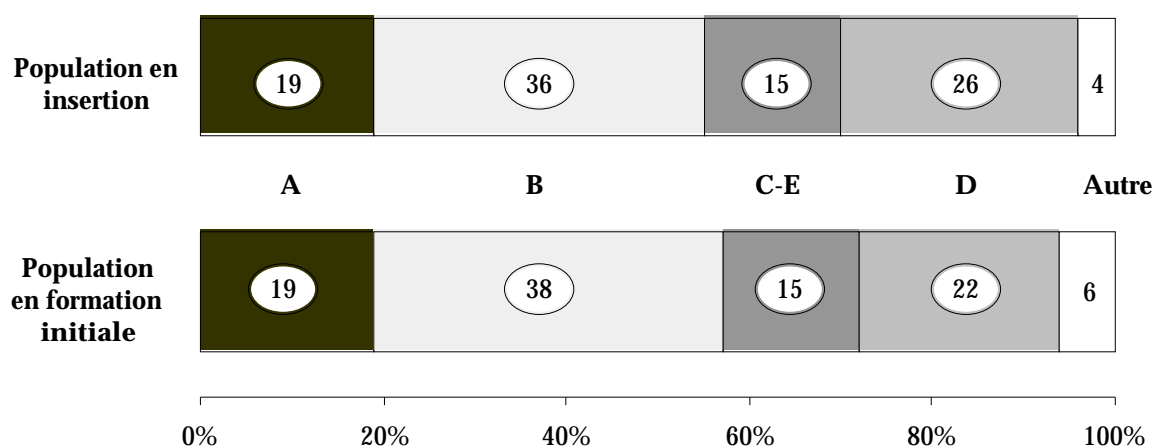 Population en
insertion
19 36 15 26 4
A B C-E D Autre
Population
en formation
initiale
19 38 15 22 6
0% 20% 40% 60% 80% 100%